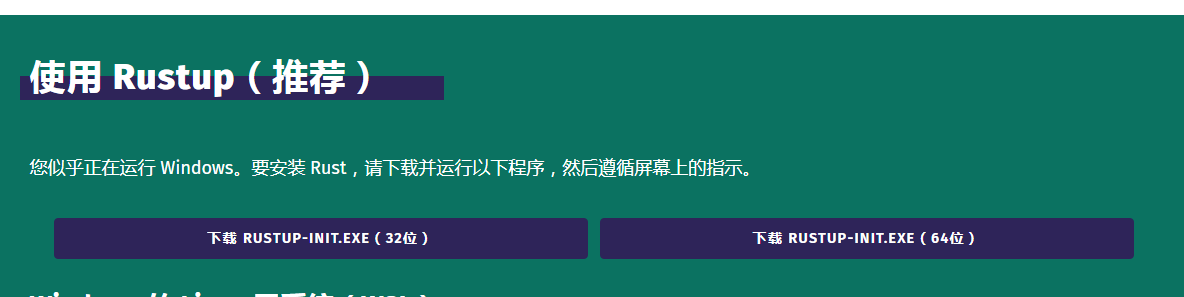 使用 Rustup（推荐）
您似乎正在运行 Windows。要安装 Rust，请下载并运行以下程序，然后遵循屏幕上的指示。
下载 RUSTUP-INIT.EXE（32位）
下载 RUSTUP-INIT.EXE（64位）